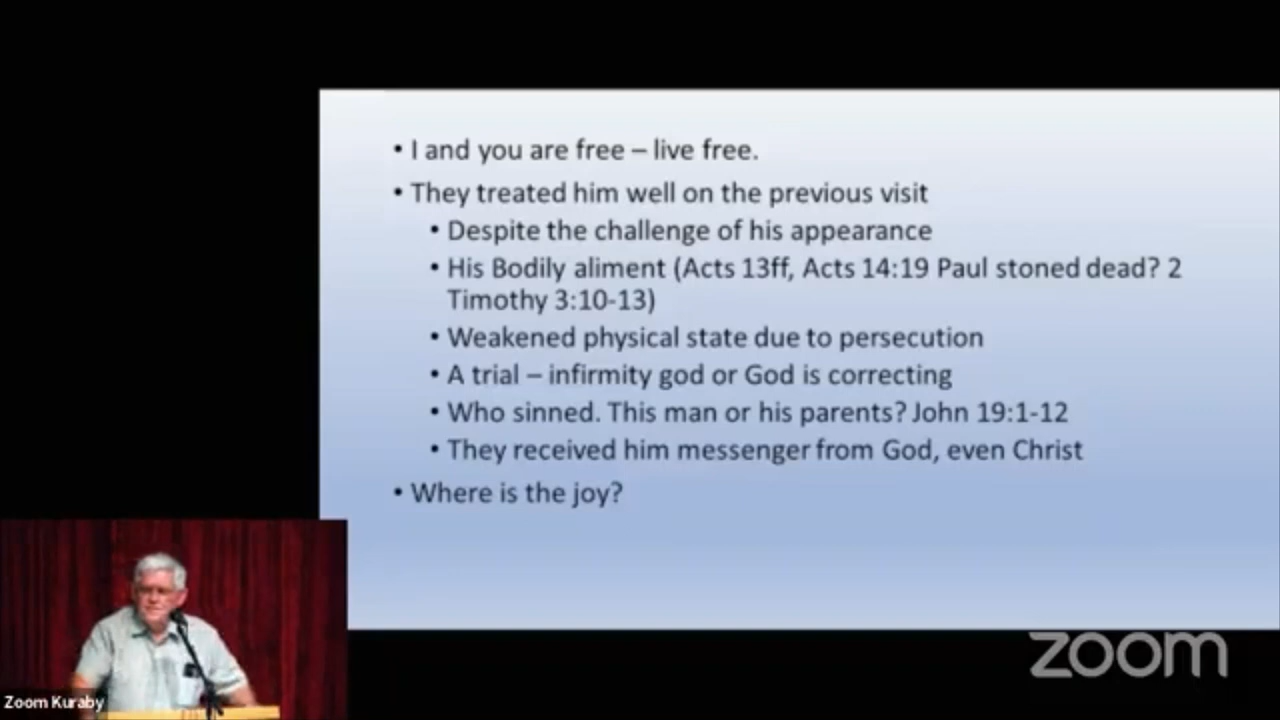 • I and you are free – live free.
• They treated him well on the previous visit
• Despite the challenge of his appearance
• His Bodily aliment (Acts 13ff, Acts 14:19 Paul stoned dead? 2
Timothy 3:10-13)
• Weakened physical state due to persecution
• A trial – infirmity god or God is correcting
• Who sinned. This man or his parents? John 19:1-12
• They received him messenger from God, even Christ
• Where is the joy?
zoom
Zoom Kuraby